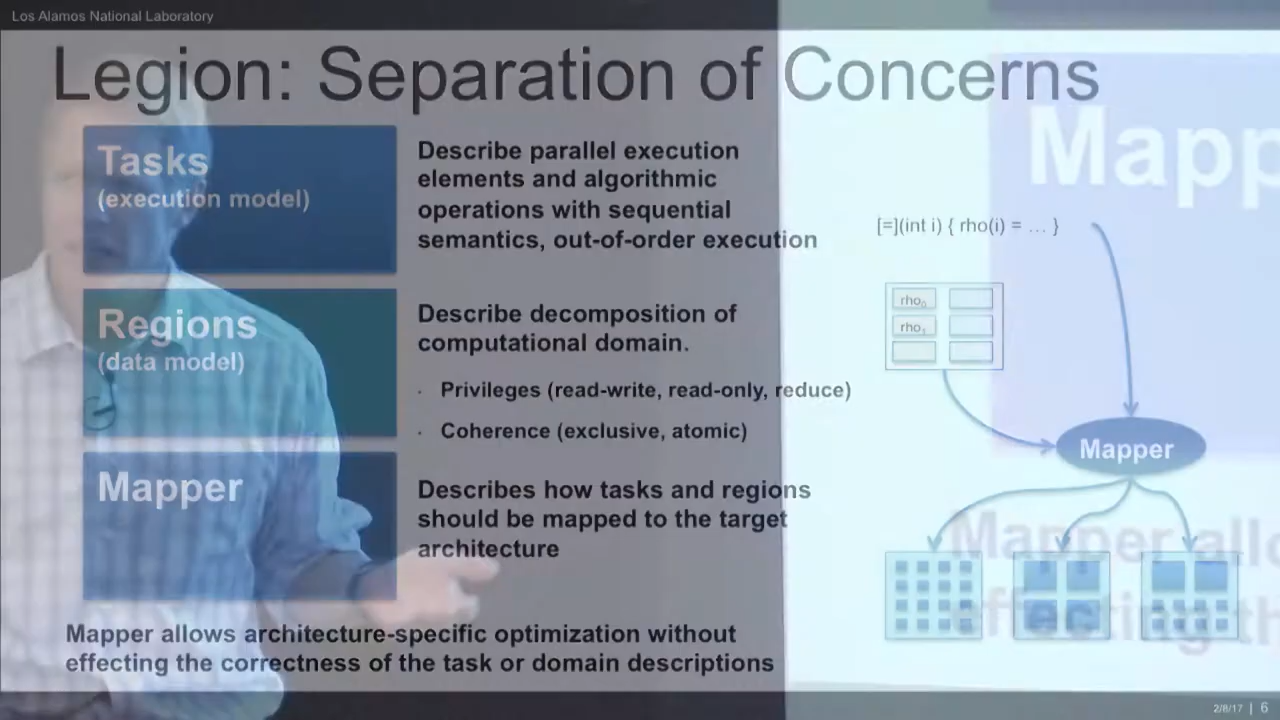 Los Alamos National Laboratory
Legion: Separation of Concerns
Tasks
(execution model)
Describe parallel execution
elements and algorithmic
operations with sequential
semantics, out-of-order execution
Regions
(data model)
Describe decomposition of
computational domain.
· Privileges (read-write, read-only, reduce)
· Coherence (exclusive, atomic)
Mapper
Describes how tasks and regions
should be mapped to the target
architecture
Mapper allows architecture-specific optimization without
effecting the correctness of the task or domain descriptions
[=](int i) { rho(i) = … }
rho₀
rho₁
Mapper
Mapp
Mapper allo
effecting th
2/8/17 | 6